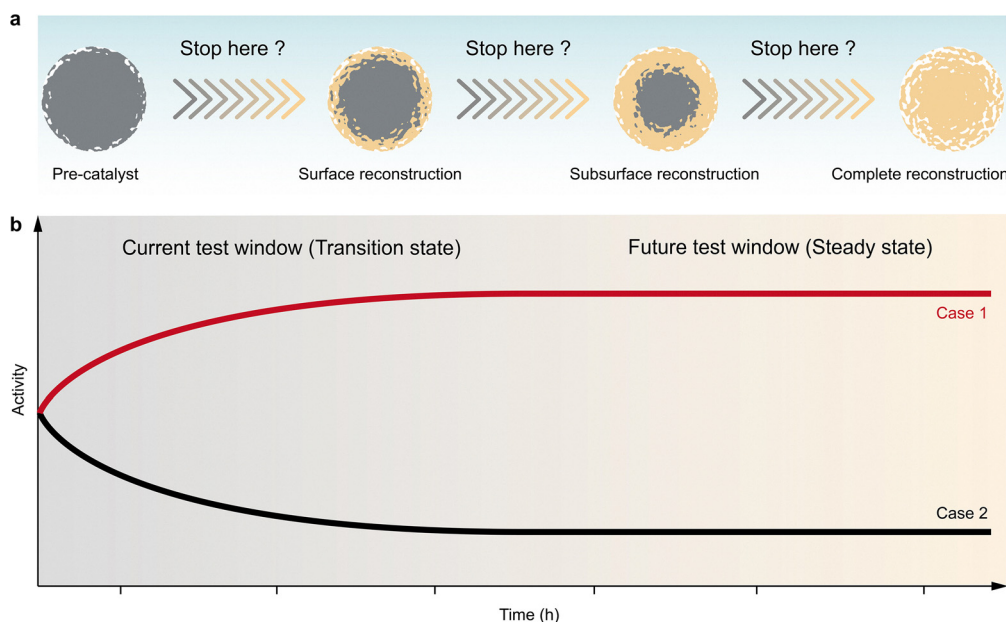 a
Stop here ?
Stop here ?
Stop here ?
Pre-catalyst
Surface reconstruction
Subsurface reconstruction
Complete reconstruction
b
Current test window (Transition state)
Future test window (Steady state)
Case 1
Activity
Case 2
Time (h)